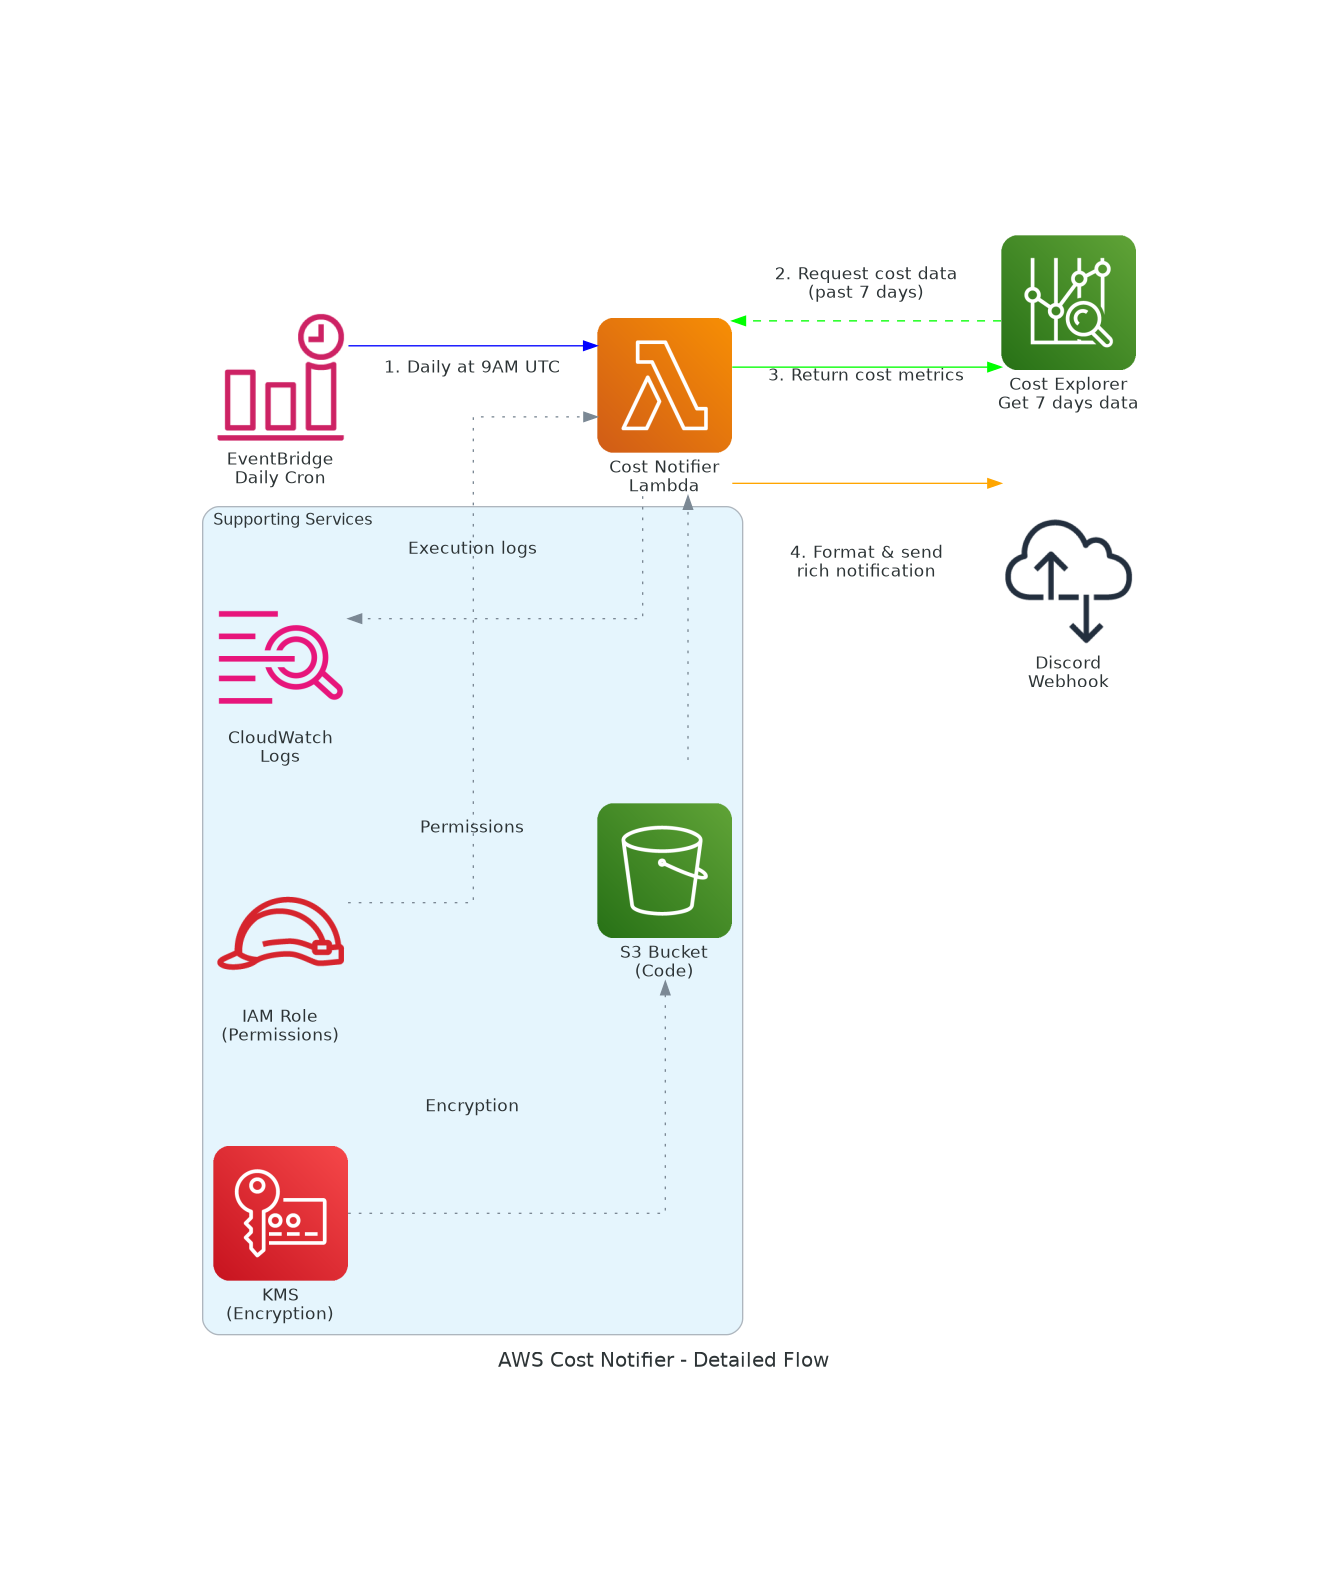 2. Request cost data
(past 7 days)
1. Daily at 9AM UTC
3. Return cost metrics
Cost Explorer
Get 7 days data
EventBridge
Daily Cron
Cost Notifier
Lambda
Supporting Services
Execution logs
4. Format & send
rich notification
Discord
Webhook
CloudWatch
Logs
Permissions
S3 Bucket
(Code)
IAM Role
(Permissions)
Encryption
KMS
(Encryption)
AWS Cost Notifier - Detailed Flow